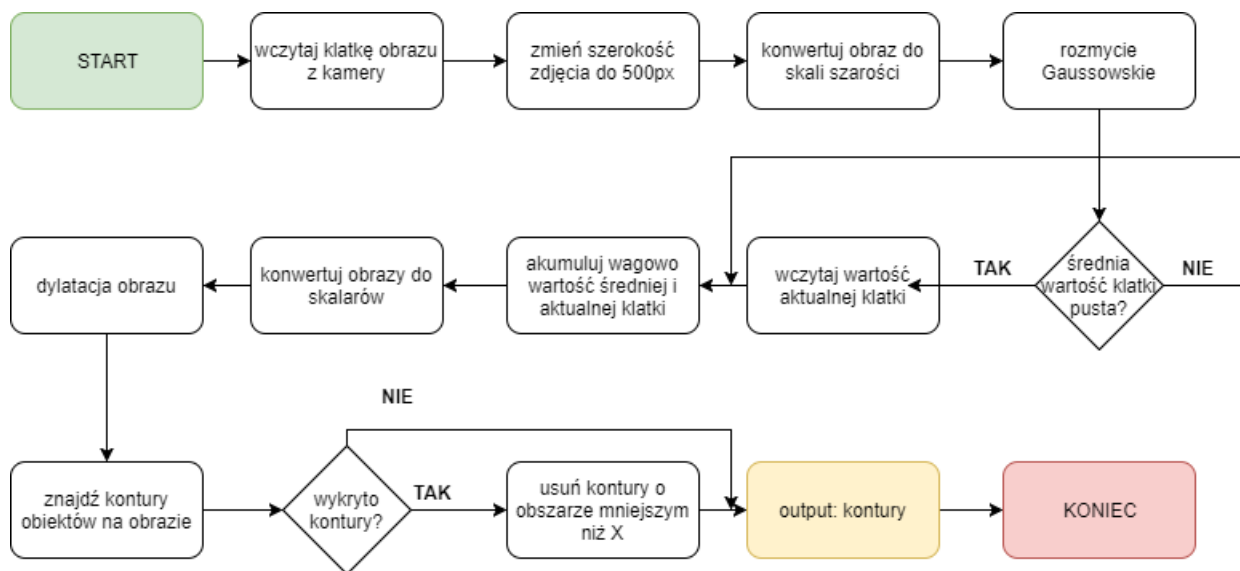 START
wczytaj klatkę obrazu
z kamery
zmień szerokość
zdjęcia do 500px
konwertuj obraz do
skali szarości
rozmycie
Gaussowskie
dylatacja obrazu
konwertuj obrazy do
skalarów
akumuluj wagowo
wartość średniej i
aktualnej klatki
wczytaj wartość
aktualnej klatki
TAK
średnia
wartość klatki
pusta?
NIE
NIE
znajdź kontury
obiektów na obrazie
wykryto
kontury?
TAK
usuń kontury o
obszarze mniejszym
niż X
output: kontury
KONIEC